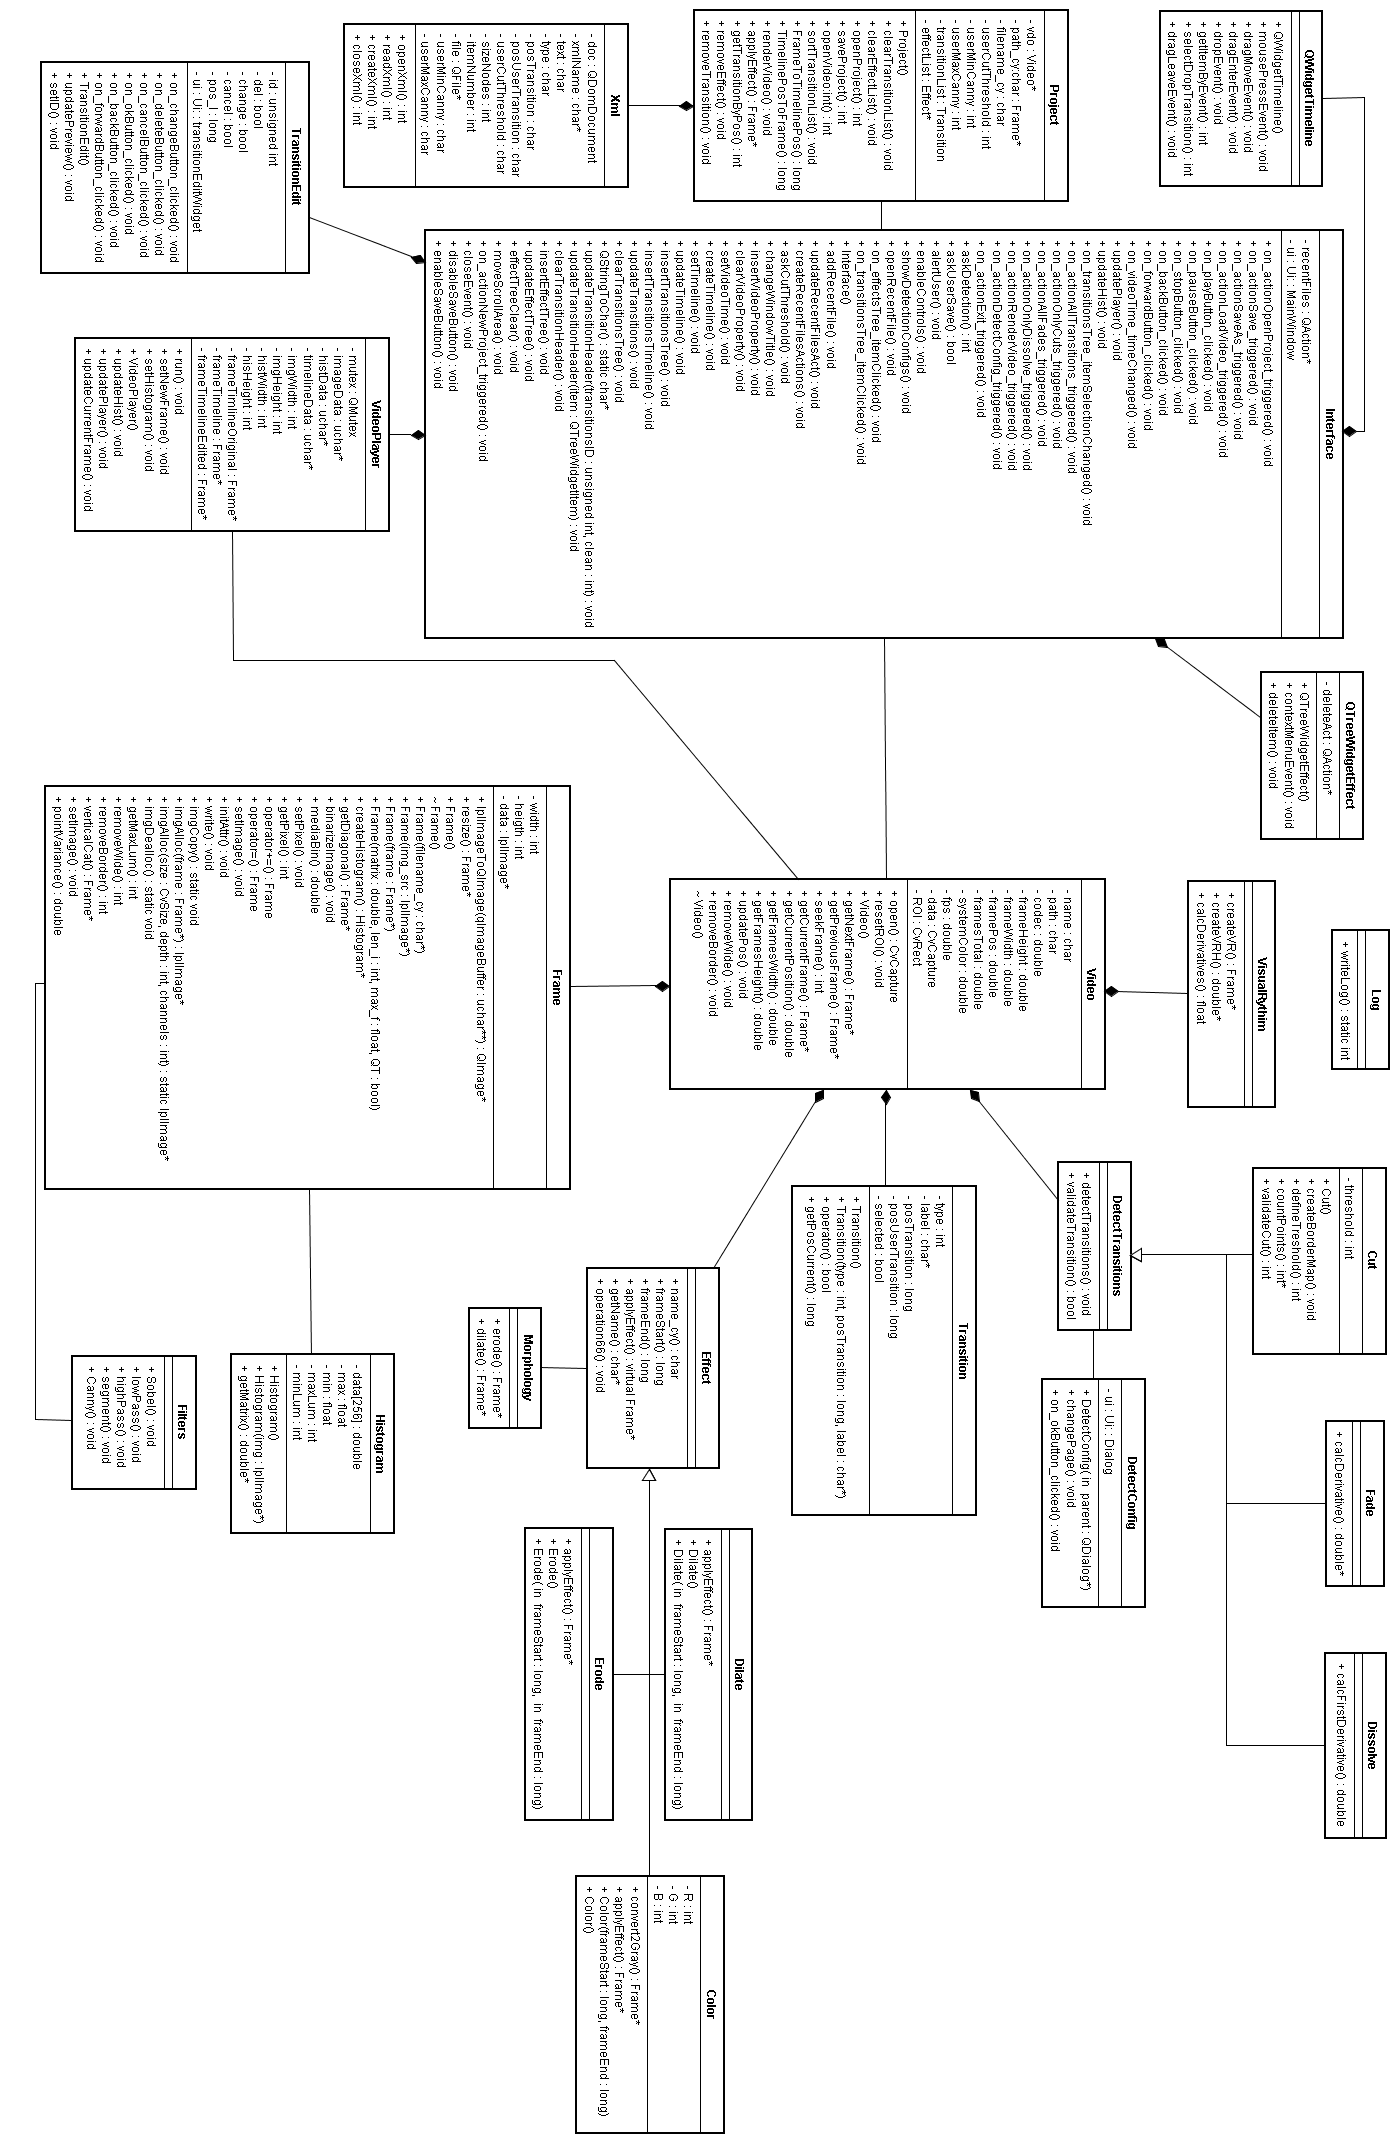 QWidgetTimeline
+ QWidgetTimeline()
+ mousePressEvent() : void
+ dragMoveEvent() : void
+ dragEnterEvent() : void
+ dropEvent() : void
+ getItemByEvent() : int
+ selectDropTransition() : int
+ dragLeaveEvent() : void
Project
- vdo : Video*
- path_cy:char : Frame*
- filename_cy : char
- userCutThreshold : int
- userMinCanny : int
- userMaxCanny : int
- transitionList : Transition
- effectList : Effect*
+ Project()
+ clearTransitionList() : void
+ clearEffectList() : void
+ openProject() : int
+ saveProject() : int
+ openVideo:int() : int
+ sortTransitionList() : void
+ FrameToTimelinePos() : long
+ TimelinePosToFrame() : long
+ renderVideo() : void
+ applyEffect() : Frame*
+ getTransitionByPos() : int
+ removeEffect() : void
+ removeTransition() : void
Xml
- doc : QDomDocument
- xmlName : char*
- text : char
- type : char
- posTransition : char
- posUserTransition : char
- userCutThreshold : char
- sizeNodes : int
- itemNumber : int
- file : QFile*
- userMinCanny : char
- userMaxCanny : char
+ openXml() : int
+ readXml() : int
+ createXml() : int
+ closeXml() : int
TransitionEdit
- id : unsigned int
- del : bool
- change : bool
- cancel : bool
- pos_l : long
- ui : Ui : transitionEditWidget
+ on_changeButton_clicked() : void
+ on_deleteButton_clicked() : void
+ on_cancelButton_clicked() : void
+ on_okButton_clicked() : void
+ on_backButton_clicked() : void
+ on_forwardButton_clicked() : void
+ TransitionEdit()
+ updatePreview() : void
+ setID() : void
Interface
- recentFiles : QAction*
- ui : Ui : MainWindow
+ on_actionOpenProject_triggered() : void
+ on_actionSave_triggered() : void
+ on_actionSaveAs_triggered() : void
+ on_actionLoadVideo_triggered() : void
+ on_playButton_clicked() : void
+ on_pauseButton_clicked() : void
+ on_stopButton_clicked() : void
+ on_backButton_clicked() : void
+ on_forwardButton_clicked() : void
+ on_videoTime_timeChanged() : void
+ updatePlayer() : void
+ updateHist() : void
+ on_transitionsTree_itemSelectionChanged() : void
+ on_actionAllTransitions_triggered() : void
+ on_actionOnlyCuts_triggered() : void
+ on_actionAllFades_triggered() : void
+ on_actionOnlyDissolve_triggered() : void
+ on_actionRenderVideo_triggered() : void
+ on_actionDetectConfig_triggered() : void
+ on_actionExit_triggered() : void
+ askDetection() : int
+ askUserSave() : bool
+ alertUser() : void
+ enableControls() : void
+ showDetectionConfigs() : void
+ openRecentFile() : void
+ on_effectsTree_itemClicked() : void
+ on_transitionsTree_itemClicked() : void
+ Interface()
+ addRecentFile() : void
+ updateRecentFilesAct() : void
+ createRecentFilesActions() : void
+ askCutThreshold() : void
+ changeWindowTitle() : void
+ insertVideoProperty() : void
+ clearVideoProperty() : void
+ setVideoTime() : void
+ createTimeline() : void
+ setTimeline() : void
+ updateTimeline() : void
+ insertTransitionsTree() : void
+ insertTransitionsTimeline() : void
+ updateTransitions() : void
+ clearTransitionsTree() : void
+ QStringToChar() : static char*
+ updateTransitionHeader(transitionsID : unsigned int, clean : int) : void
+ updateTransitionHeader(item : QTreeWidgetItem) : void
+ clearTransitionHeader() : void
+ insertEffectTree() : void
+ updateEffectTree() : void
+ effectTreeClear() : void
+ moveScrollArea() : void
+ on_actionNewProject_triggered() : void
+ closeEvent() : void
+ disableSaveButton() : void
+ enableSaveButton() : void
VideoPlayer
- mutex : QMutex
- imageData : uchar*
- histData : uchar*
- timelineData : uchar*
- imgWidth : int
- imgHeight : int
- histWidth : int
- hisHeight : int
- frameTimlineOriginal : Frame*
- frameTimeline : Frame*
- frameTimelineEdited : Frame*
+ run() : void
+ setNewFrame() : void
+ setHistogram() : void
+ VideoPlayer()
+ updateHist() : void
+ updatePlayer() : void
+ updateCurrentFrame() : void
QTreeWidgetEffect
- deleteAct : QAction*
+ QTreeWidgetEffect()
+ contextMenuEvent() : void
+ deleteItem() : void
Log
+ writeLog() : static int
VisualRythim
+ createVR() : Frame*
+ createVRH() : double*
+ calcDerivatives() : float
Video
- name : char
- path : char
- codec : double
- frameHeight : double
- frameWidth : double
- framePos : double
- framesTotal : double
- systemColor : double
- fps : double
- data : CvCapture
- ROI : CvRect
+ open() : CvCapture
+ resetROI() : void
+ Video()
+ getNextFrame() : Frame*
+ getPreviousFrame() : Frame*
+ seekFrame() : int
+ getCurrentFrame() : Frame*
+ getCurrentPosition() : double
+ getFramesWidth() : double
+ getFramesHeight() : double
+ updatePos() : void
+ removeWide() : void
+ removeBorder() : void
~Video()
Frame
- width : int
- heigth : int
- data : IplImage*
+ IplImageToQImage(qImageBuffer : uchar**) : QImage*
+ resize() : Frame*
+ Frame()
~ Frame()
+ Frame(filename_cy : char*)
+ Frame(img_src : IplImage*)
+ Frame(frame : Frame*)
+ Frame(matrix : double, len_i : int, max_f : float, QT : bool)
+ createHistogram() : Histogram*
+ getDiagonal() : Frame*
+ binarizeImage() : void
+ mediaBin() : double
+ setPixel() : void
+ getPixel() : int
+ operator+=() : Frame
+ operator=() : Frame
+ setImage() : void
+ initAttr() : void
+ write() : void
+ imgCopy() : static void
+ imgAlloc(frame : Frame*) : IplImage*
+ imgAlloc(size : CvSize, depth : int, channels : int) : static IplImage*
+ imgDealloc() : static void
+ getMaxLum() : int
+ removeWide() : int
+ removeBorder() : int
+ verticalCat() : Frame*
+ setImage() : void
+ pointVariance() : double
Cut
- threshold : int
+ Cut()
+ createBorderMap() : void
+ defineTreshold() : int
+ countPoints() : int*
+ validateCut() : int
DetectTransitions
+ detectTransitions() : void
+ validateTransition() : bool
Transition
- type : int
- label : char*
- posTransition : long
- posUserTransition : long
- selected : bool
+ Transition()
+ Transition(type : int, posTransition : long, label : char*)
+ operator() : bool
+ getPosCurrent() : long
Effect
+ name_cy() : char
+ frameStart() : long
+ frameEnd() : long
+ applyEffect() : virtual Frame*
+ getName() : char*
+ operation66() : void
Morphology
+ erode() : Frame*
+ dilate() : Frame*
Histogram
- data[256] : double
- max : float
- min : float
- maxLum : int
- minLum : int
+ Histogram()
+ Histogram(img : IplImage*)
+ getMatrix() : double*
Filters
+ Sobel() : void
+ lowPass() : void
+ highPass() : void
+ segment() : void
+ Canny() : void
DetectConfig
- ui : Ui : Dialog
+ DetectConfig( in parent : QDialog*)
+ changePage() : void
+ on_okButton_clicked() : void
Fade
+ calcDerivative() : double*
Dissolve
+ calcFirstDerivative() : double
Dilate
+ applyEffect() : Frame*
+ Dilate()
+ Dilate( in frameStart : long, in frameEnd : long)
Erode
+ applyEffect() : Frame*
+ Erode()
+ Erode( in frameStart : long, in frameEnd : long)
Color
- R : int
- G : int
- B : int
+ convert2Gray() : Frame*
+ applyEffect() : Frame*
+ Color(frameStart : long, frameEnd : long)
+ Color()